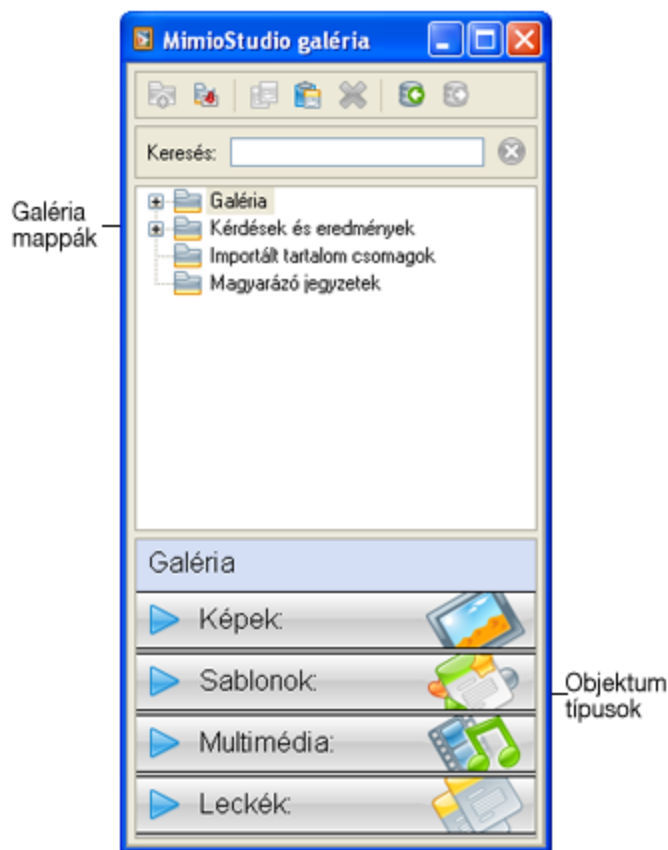 MimioStudio galéria
Keresés:
Galéria
mappák
Galéria
Kérdések és eredmények
Importált tartalom csomagok
Magyarázó jegyzetek
Galéria
Képek:
Sablonok:
Objektum
típusok
Multimédia:
Leckék: